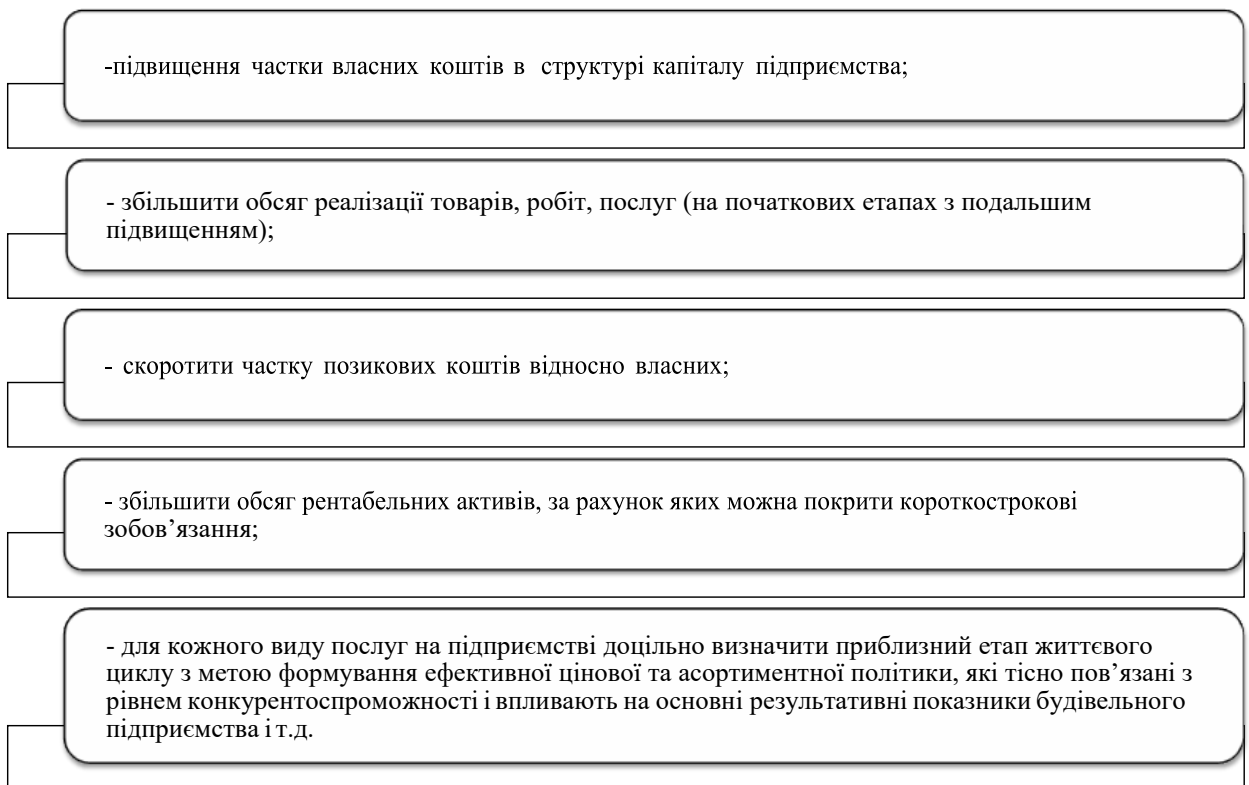 -підвищення частки власних коштів в структурі капіталу підприємства;
- збільшити обсяг реалізації товарів, робіт, послуг (на початкових етапах з подальшим
підвищенням);
- скоротити частку позикових коштів відносно власних;
- збільшити обсяг рентабельних активів, за рахунок яких можна покрити короткострокові
зобов’язання;
- для кожного виду послуг на підприємстві доцільно визначити приблизний етап життєвого
циклу з метою формування ефективної цінової та асортиментної політики, які тісно пов’язані з
рівнем конкурентоспроможності і впливають на основні результативні показники будівельного
підприємства і т.д.